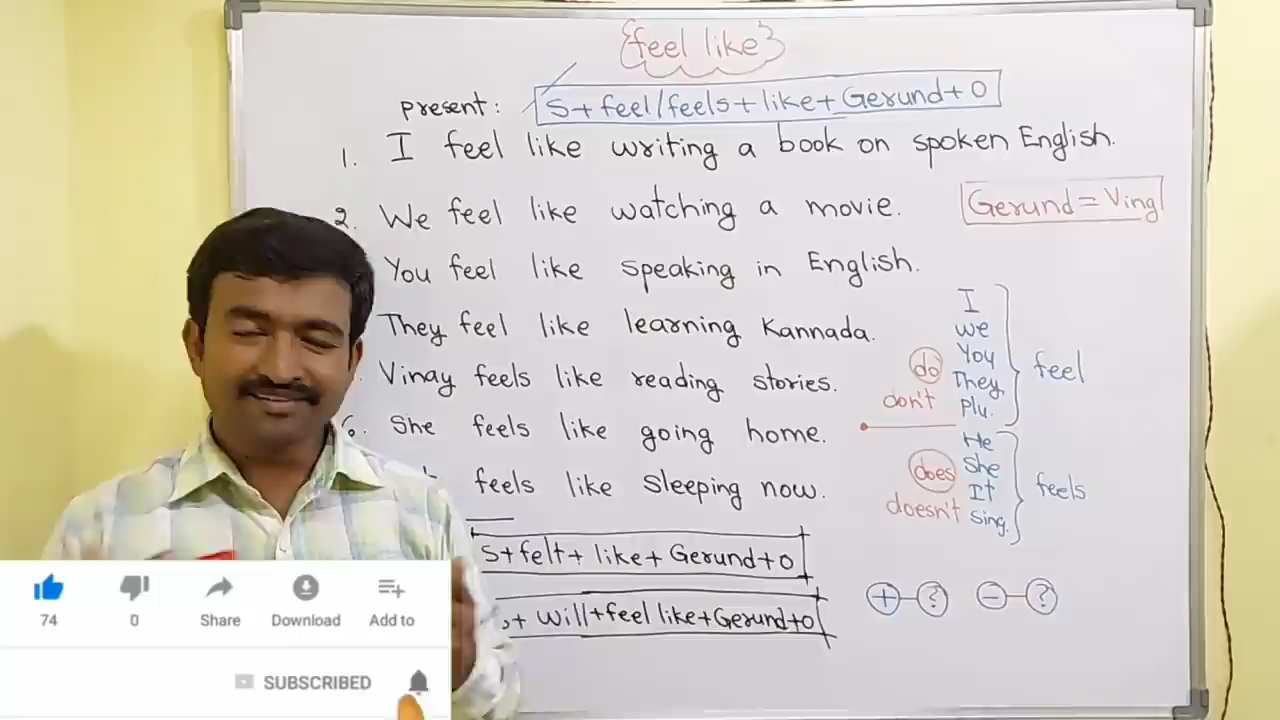 {feel like}
present: S+ feel/feels + like+ Gerund + O
1. I feel like writing a book on spoken English.
Gerund = Ving
2. We feel like watching a movie.
You feel like speaking in English.
They feel like learning Kannada.
Vinay feels like reading stories.
6. She feels like going home.
feels like sleeping now.
I
we
You
They,
Plu.
do
don't
feel
He
She
It
Sing.
does
doesn't
feels
S+felt+ like+ Gerund+O
+ will+feel like+Gerund+O
+ - ?
- - ?
74
0
Share
Download
Add to
SUBSCRIBED